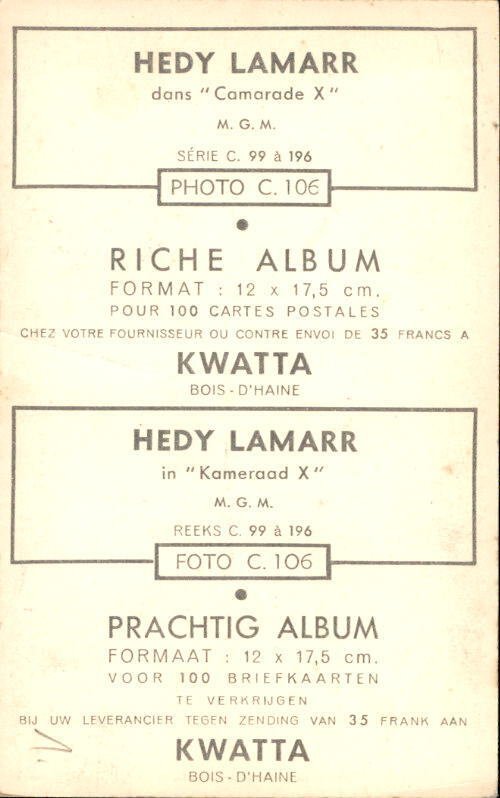 HEDY LAMARR
dans "Camarade X"
M. G. M.
SÉRIE C. 99 à 196
PHOTO C. 106
RICHE ALBUM
FORMAT : 12 x 17,5 cm.
POUR 100 CARTES POSTALES
CHEZ VOTRE FOURNISSEUR OU CONTRE ENVOI DE 35 FRANCS A
KWATTA
BOIS-D'HAINE
HEDY LAMARR
in "Kameraad X"
M. G. M.
REEKS C. 99 à 196
FOTO C. 106
PRACHTIG ALBUM
FORMAAT : 12 x 17,5 cm.
VOOR 100 BRIEFKAARTEN
TE VERKRIJGEN
BIJ UW LEVERANCIER TEGEN ZENDING VAN 35 FRANK AAN
KWATTA
BOIS-D'HAINE